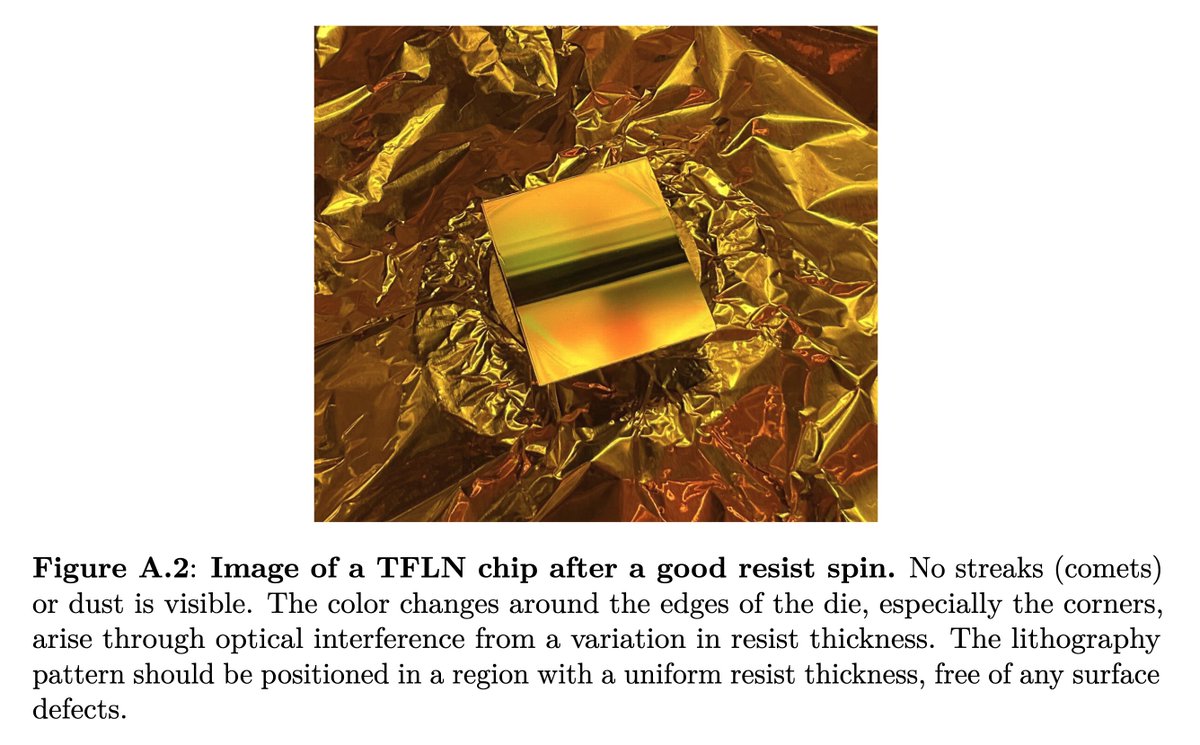 Figure A.2: Image of a TFLN chip after a good resist spin. No streaks (comets)
or dust is visible. The color changes around the edges of the die, especially the corners,
arise through optical interference from a variation in resist thickness. The lithography
pattern should be positioned in a region with a uniform resist thickness, free of any surface
defects.